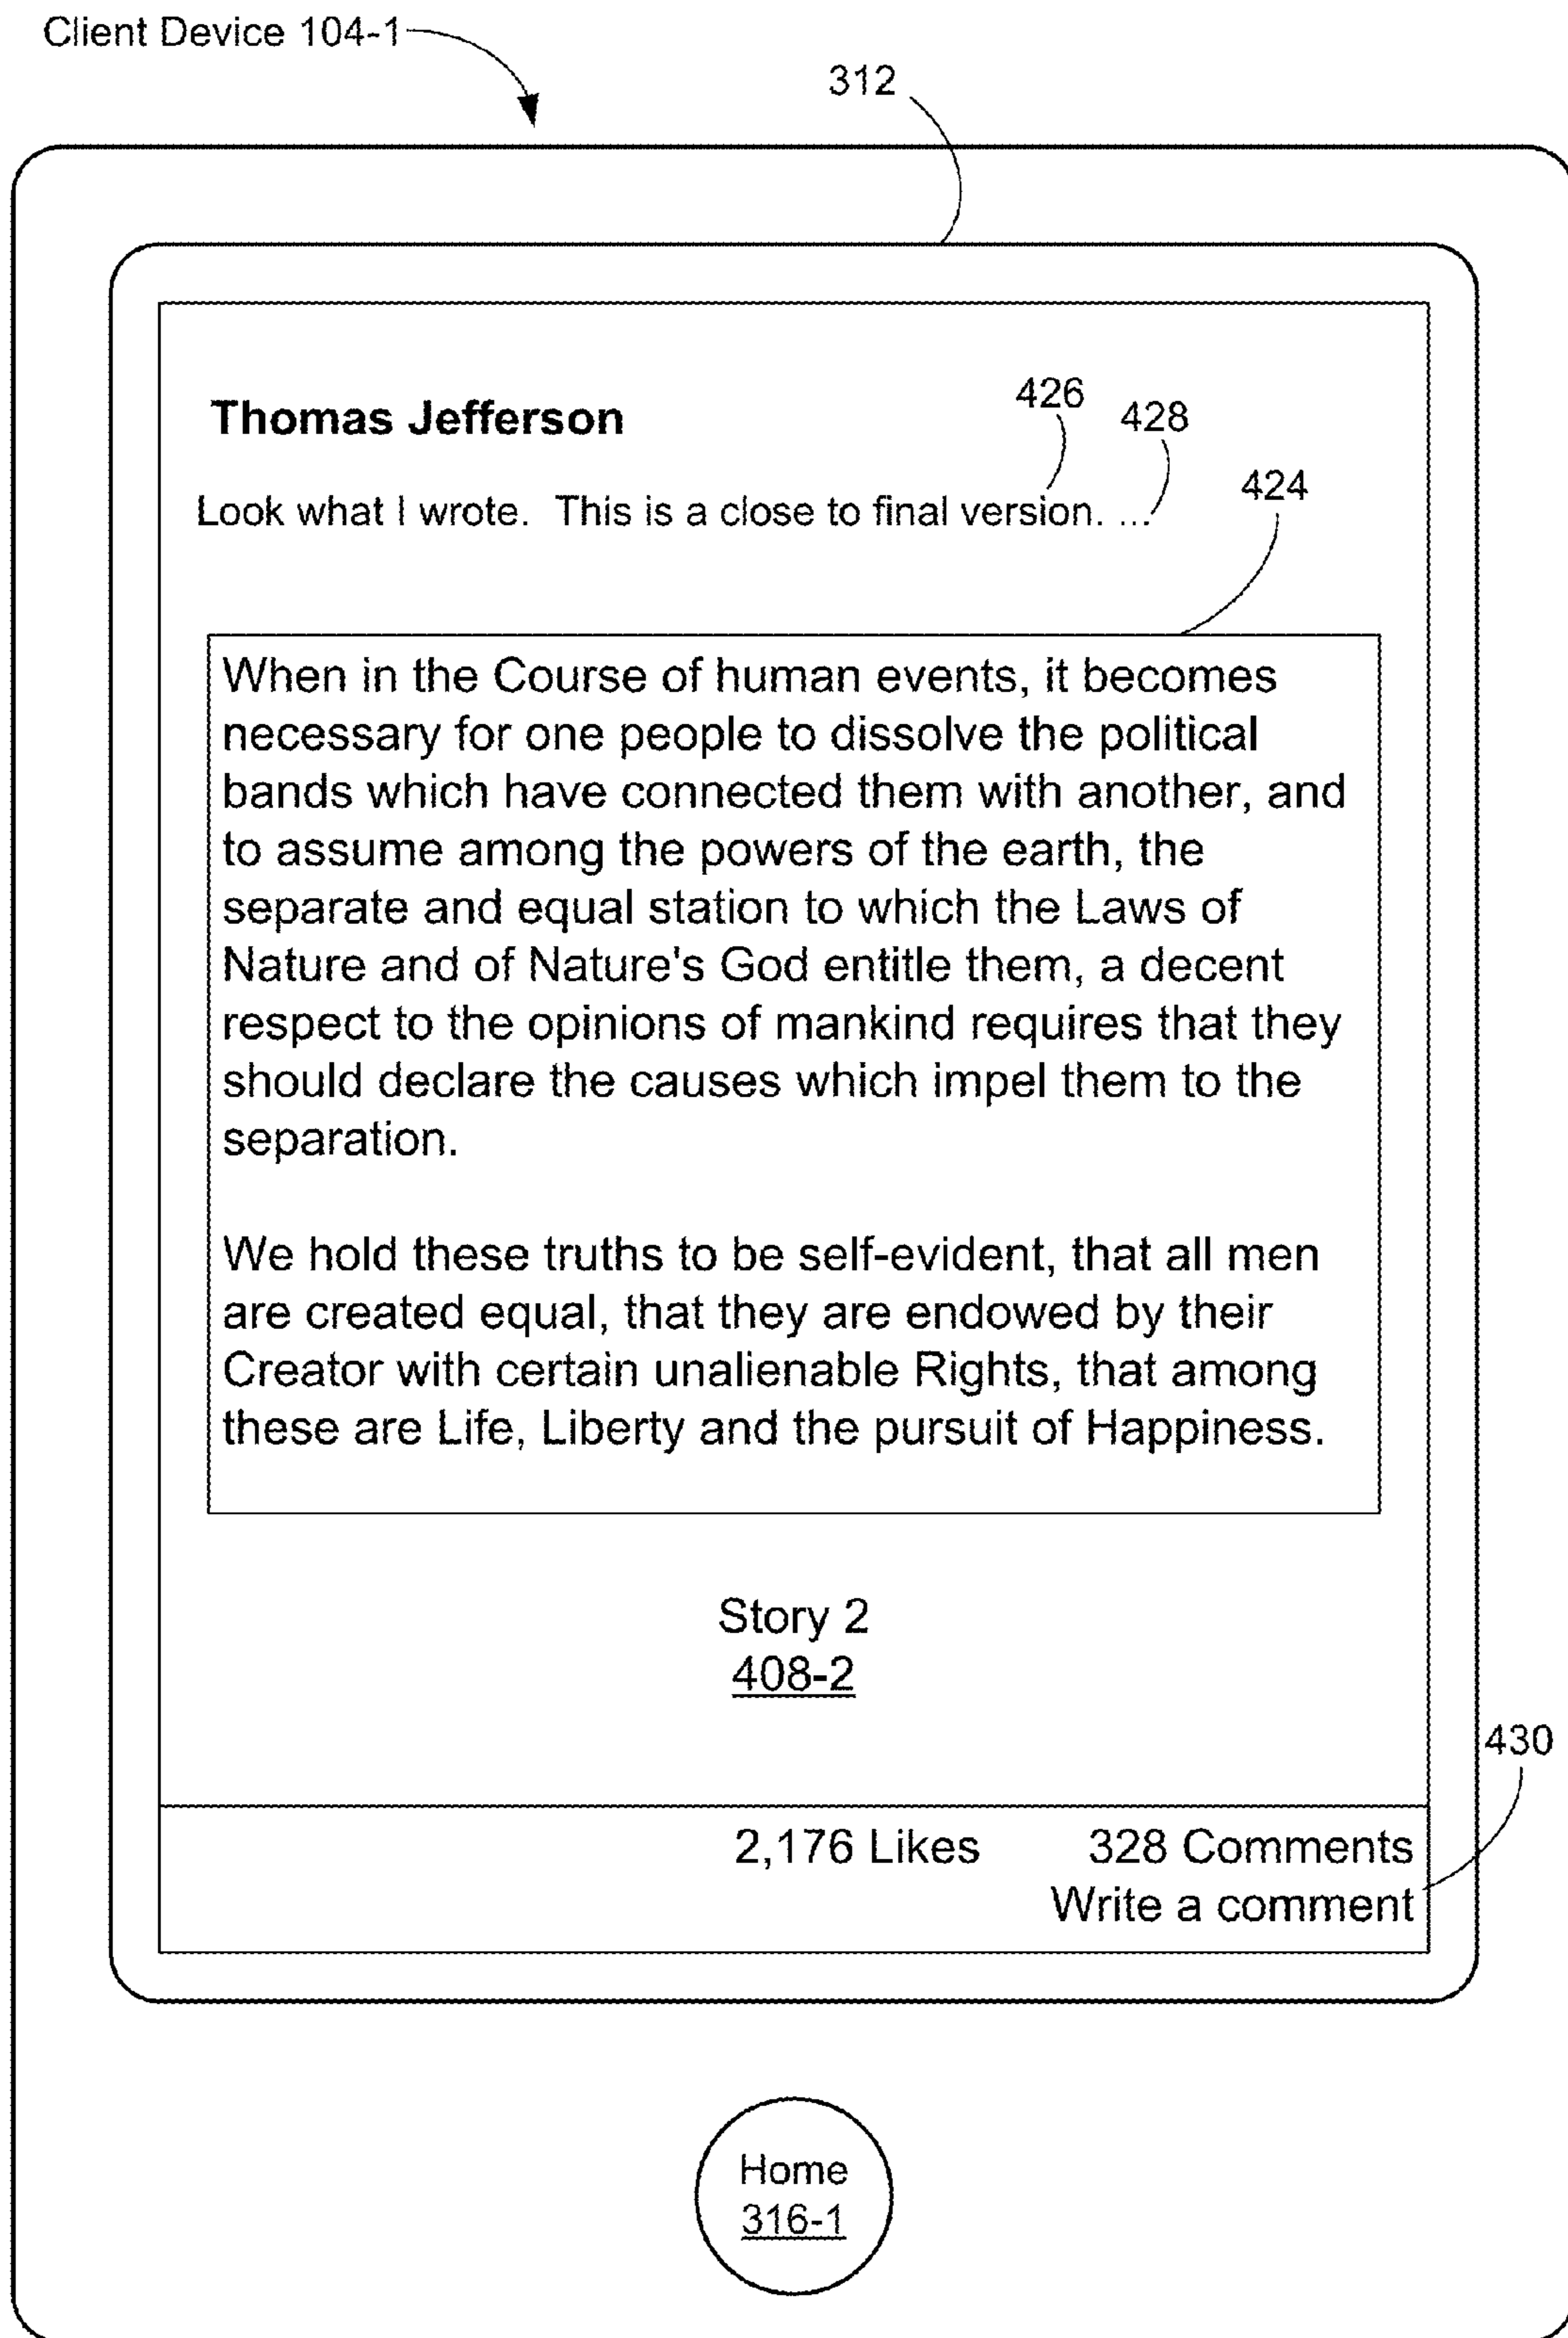 Client Device 104-1
312
Thomas Jefferson
426
428
Look what I wrote.  This is a close to final version. ...
424
When in the Course of human events, it becomes
necessary for one people to dissolve the political
bands which have connected them with another, and
to assume among the powers of the earth, the
separate and equal station to which the Laws of
Nature and of Nature's God entitle them, a decent
respect to the opinions of mankind requires that they
should declare the causes which impel them to the
separation.
We hold these truths to be self-evident, that all men
are created equal, that they are endowed by their
Creator with certain unalienable Rights, that among
these are Life, Liberty and the pursuit of Happiness.
Story 2
408-2
430
2,176 Likes 328 Comments
Write a comment
Home
316-1